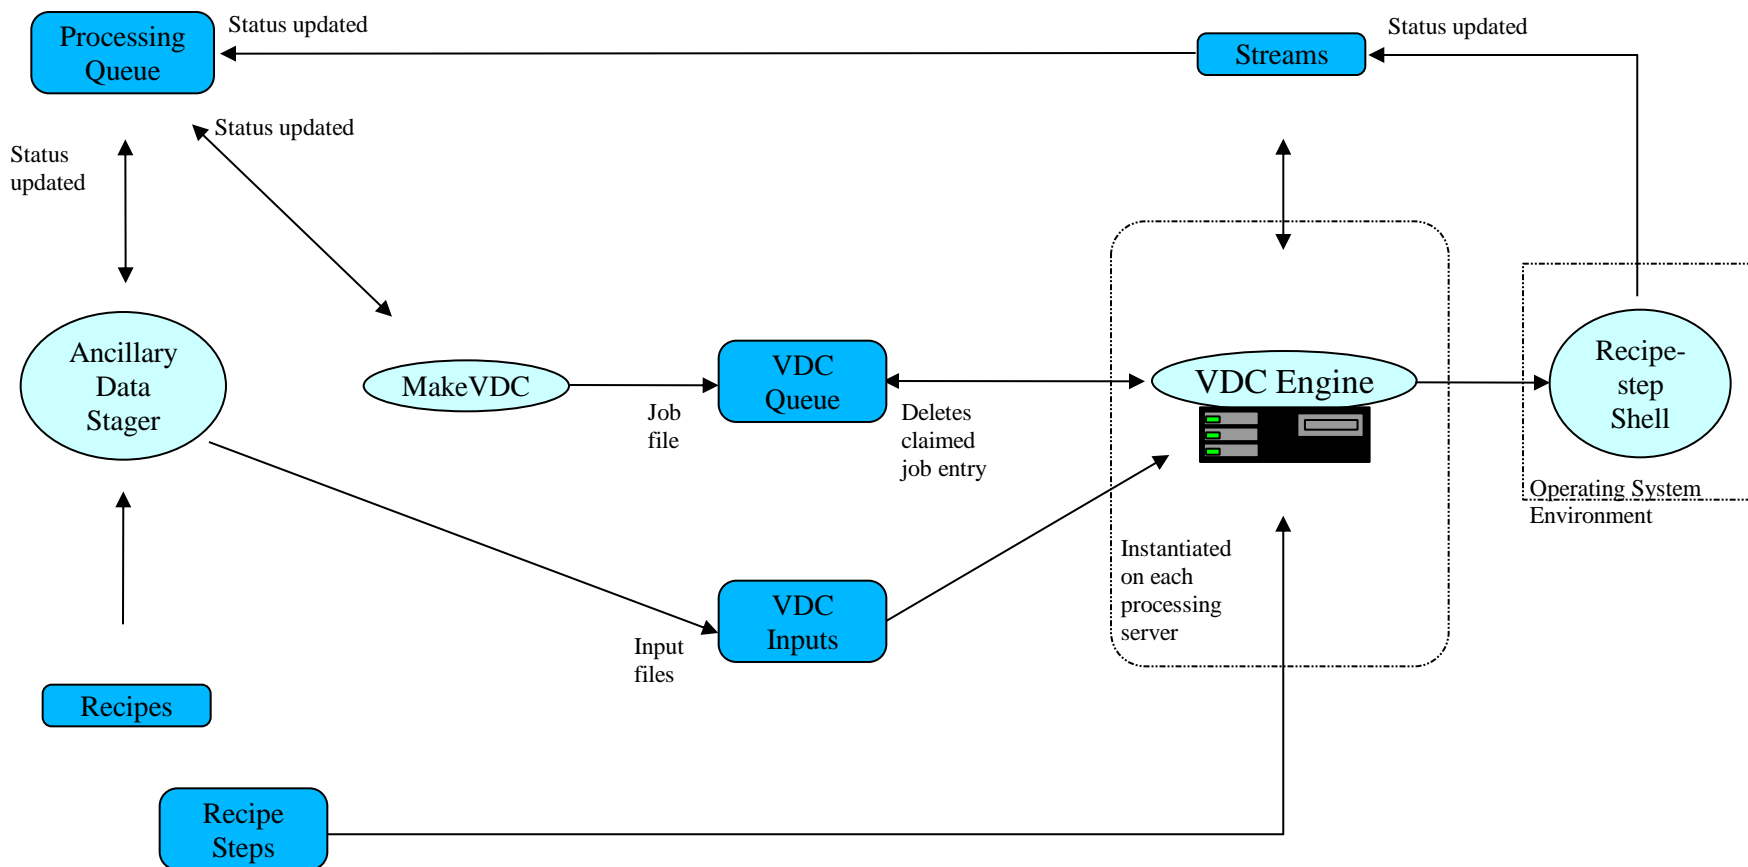 Processing
Queue
Status updated
Streams
Status updated
Status updated
Status
updated
Ancillary
Data
Stager
MakeVDC
Job
file
VDC
Queue
Deletes
claimed
job entry
VDC Engine
Recipe-
step
Shell
Operating System
Environment
Instantiated
on each
processing
server
VDC
Inputs
Input
files
Recipes
Recipe
Steps